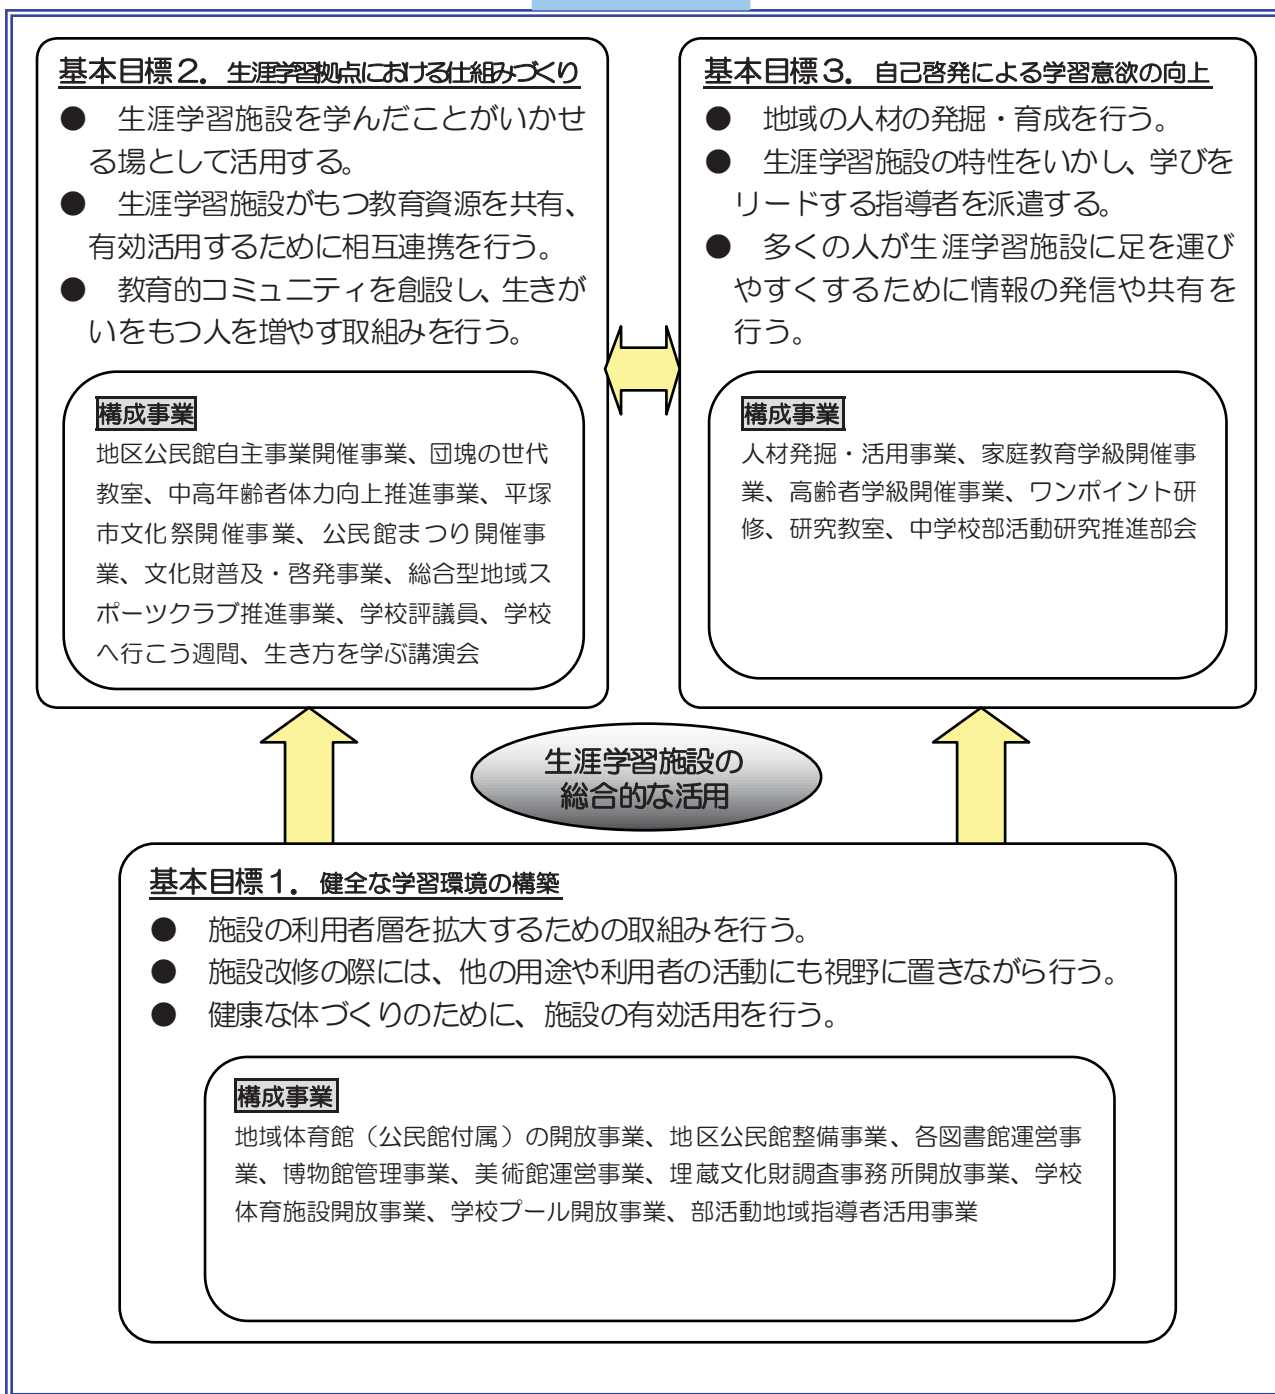 基本目標２．生涯学習拠点における仕組みづくり
● 生涯学習施設を学んだことがいかせ
る場として活用する。
● 生涯学習施設がもつ教育資源を共有、
有効活用するために相互連携を行う。
● 教育的コミュニティを創設し、生きが
いをもつ人を増やす取組みを行う。
構成事業
地区公民館自主事業開催事業、団塊の世代
教室、中高年齢者体力向上推進事業、平塚
市文化祭開催事業、公民館まつり開催事
業、文化財普及・啓発事業、総合型地域ス
ポーツクラブ推進事業、学校評議員、学校
へ行こう週間、生き方を学ぶ講演会
基本目標３．自己啓発による学習意欲の向上
● 地域の人材の発掘・育成を行う。
● 生涯学習施設の特性をいかし、学びを
リードする指導者を派遣する。
● 多くの人が生涯学習施設に足を運び
やすくするために情報の発信や共有を
行う。
構成事業
人材発掘・活用事業、家庭教育学級開催事
業、高齢者学級開催事業、ワンポイント研
修、研究教室、中学校部活動研究推進部会
生涯学習施設の
総合的な活用
基本目標１．健全な学習環境の構築
● 施設の利用者層を拡大するための取組みを行う。
● 施設改修の際には、他の用途や利用者の活動にも視野に置きながら行う。
● 健康な体づくりのために、施設の有効活用を行う。
構成事業
地域体育館（公民館付属）の開放事業、地区公民館整備事業、各図書館運営事
業、博物館管理事業、美術館運営事業、埋蔵文化財調査事務所開放事業、学校
体育施設開放事業、学校プール開放事業、部活動地域指導者活用事業